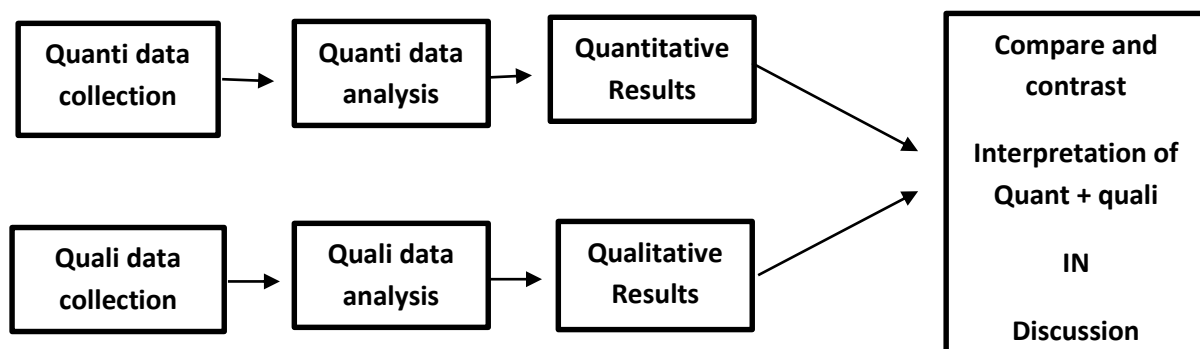 Quanti data
collection
Quanti data
analysis
Quantitative
Results
Quali data
collection
Quali data
analysis
Qualitative
Results
Compare and
contrast
Interpretation of
Quant + quali
IN
Discussion